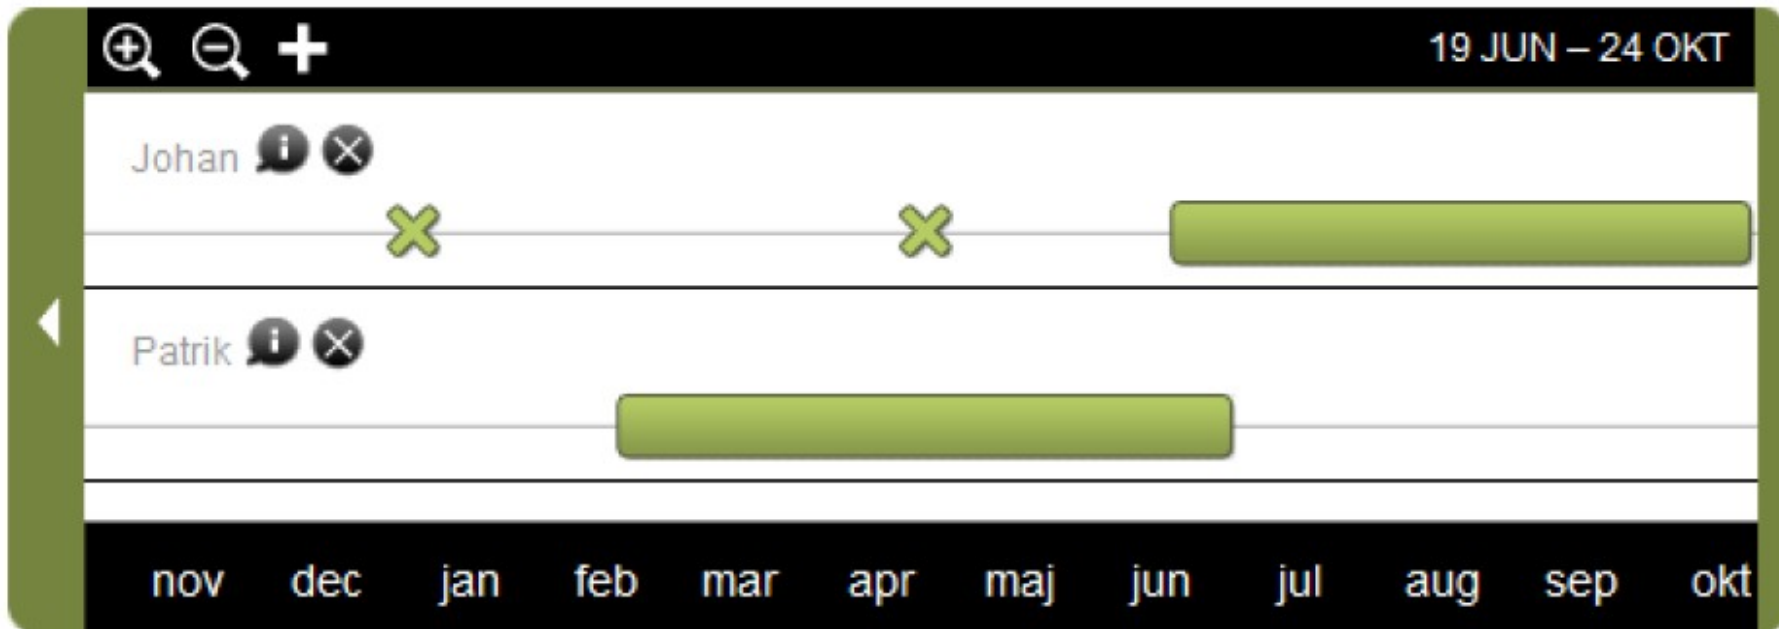 19 JUN – 24 OKT
Johan
Patrik
nov dec jan feb mar apr maj jun jul aug sep okt